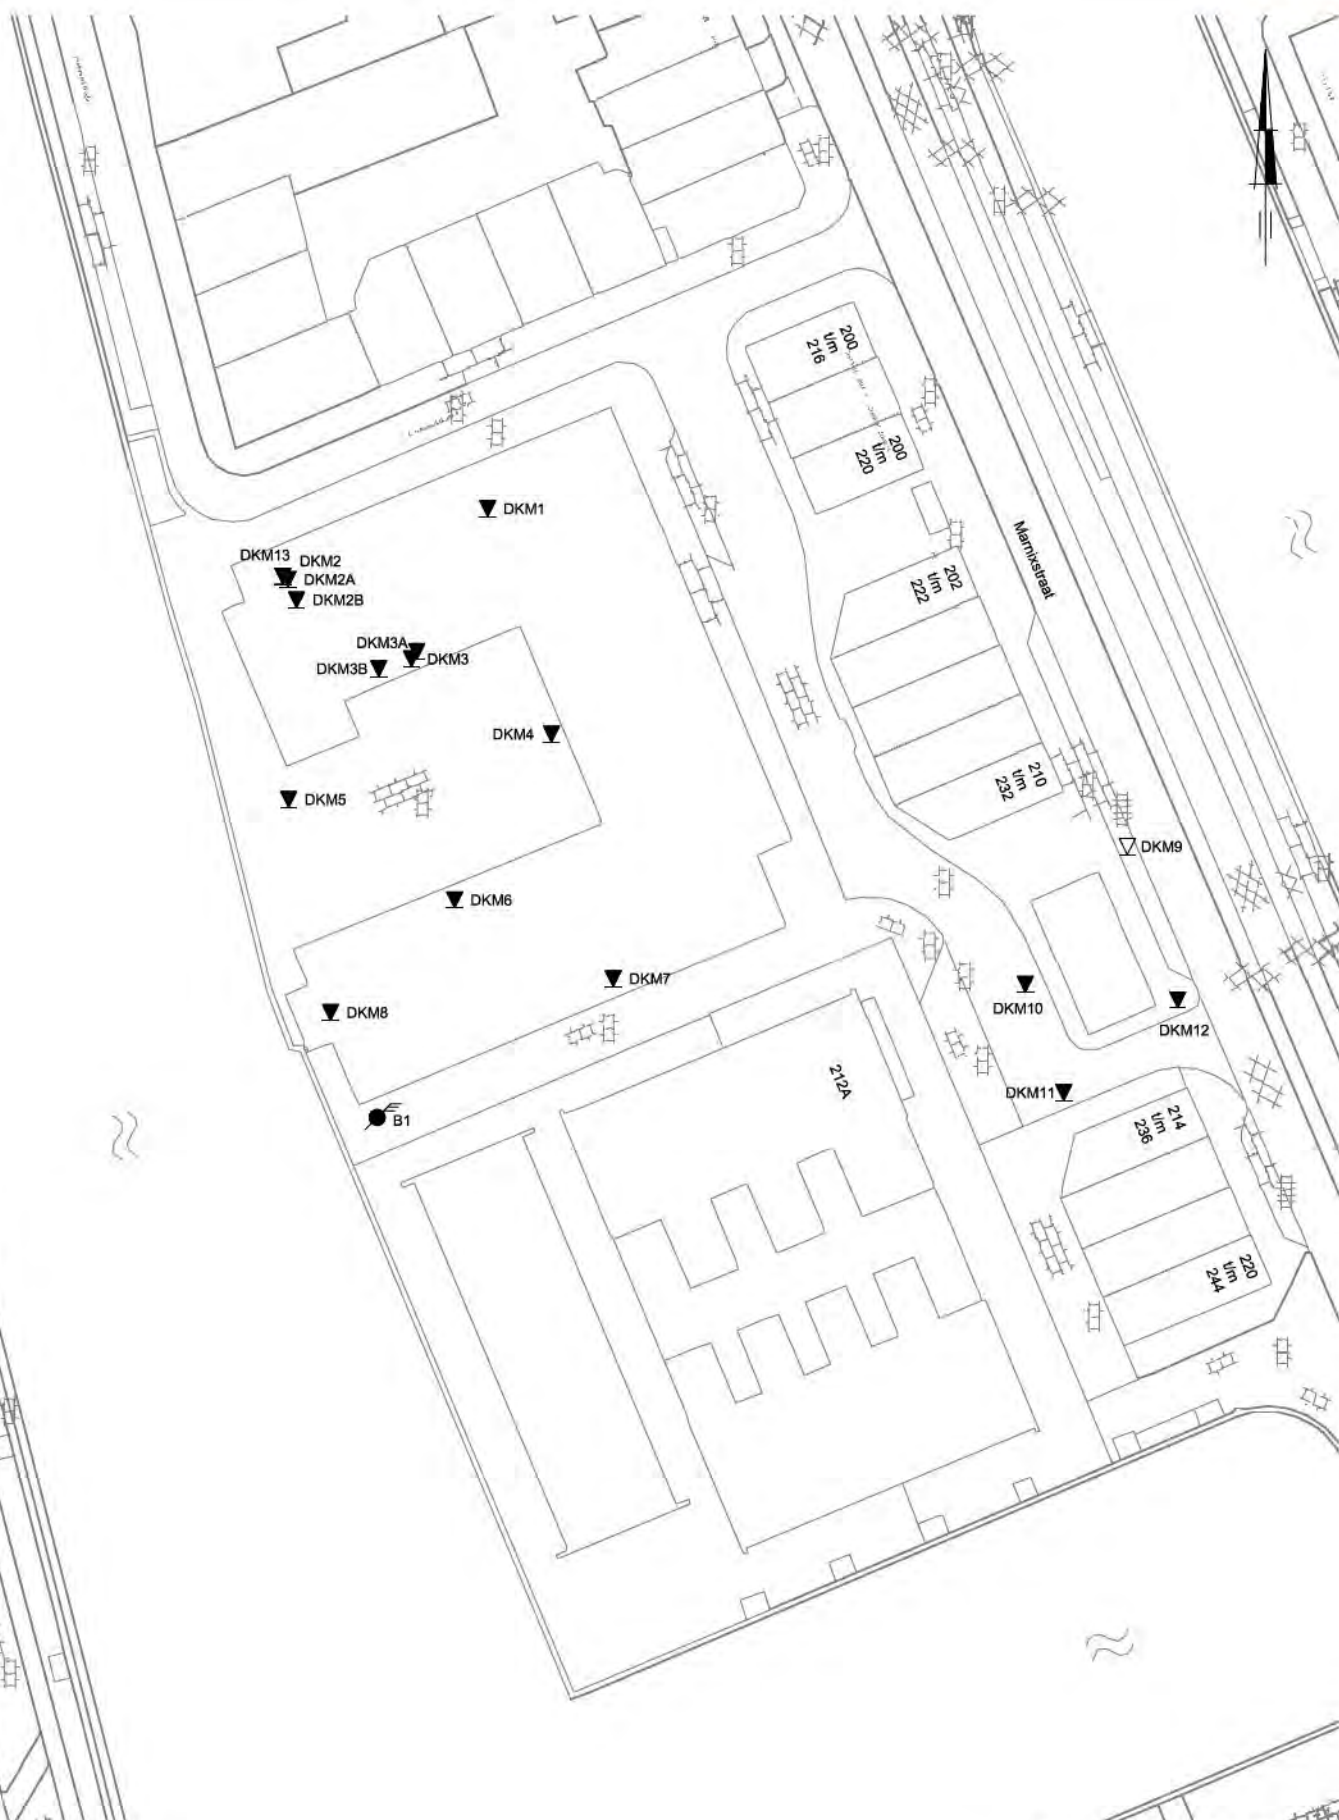 200
t/m
216
200
t/m
220
DKM1
Marnixstraat
DKM13
DKM2
DKM2A
DKM2B
202
t/m
222
DKM3A
DKM3
DKM3B
DKM4
210
t/m
232
DKM5
DKM9
DKM6
DKM7
DKM10
DKM8
DKM12
212A
DKM11
B1
214
t/m
236
220
t/m
244